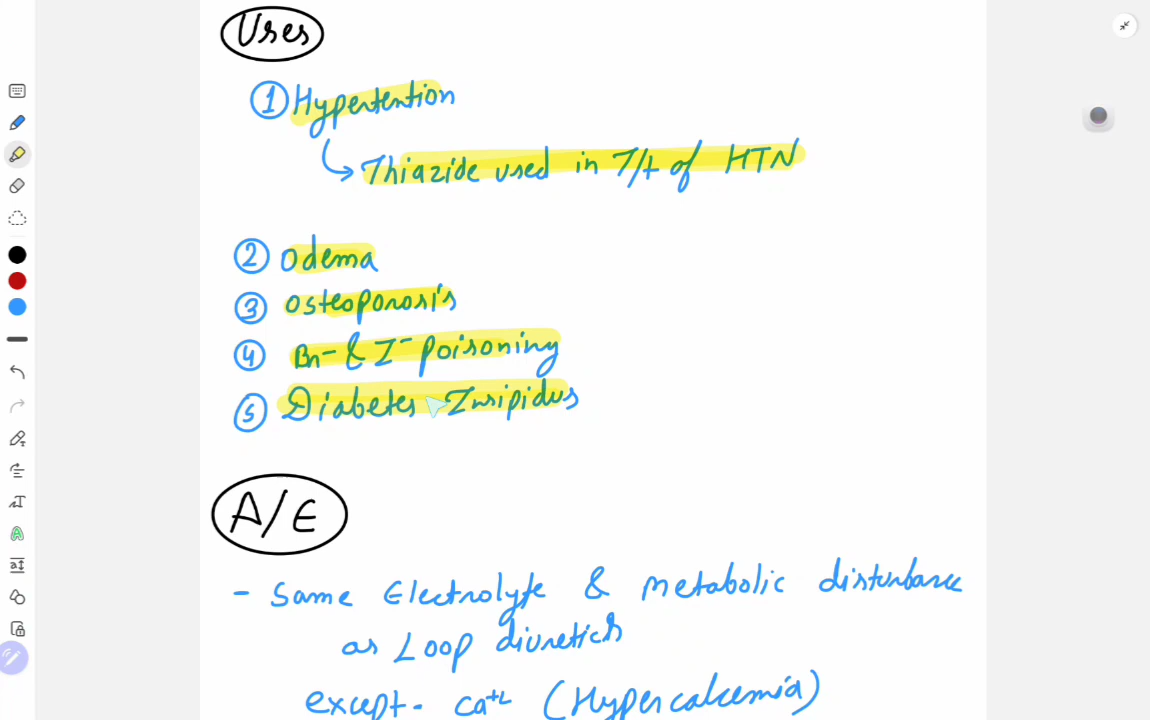 Uses
① Hypertention
↳ Thiazide used in T/t of HTN
② Odema
③ Osteoporosis
④ Br⁻ & I⁻ poisoning
⑤ Diabetes Insipidus
A/E
- Same Electrolyte & Metabolic disturbance
as Loop diuretics
except - Ca⁺² (Hypercalcemia)